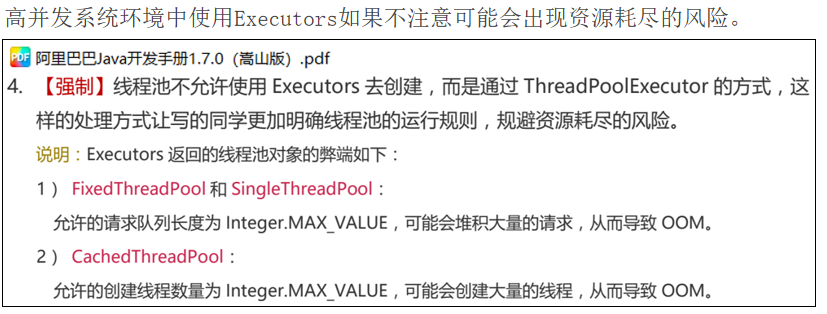 高并发系统环境中使用Executors如果不注意可能会出现资源耗尽的风险。
PDF 阿里巴巴Java开发手册1.7.0（嵩山版）.pdf
4. 【强制】线程池不允许使用 Executors 去创建，而是通过 ThreadPoolExecutor 的方式，这
样的处理方式让写的同学更加明确线程池的运行规则，规避资源耗尽的风险。
说明：Executors 返回的线程池对象的弊端如下：
1） FixedThreadPool 和 SingleThreadPool：
允许的请求队列长度为 Integer.MAX_VALUE，可能会堆积大量的请求，从而导致 OOM。
2） CachedThreadPool：
允许的创建线程数量为 Integer.MAX_VALUE，可能会创建大量的线程，从而导致 OOM。